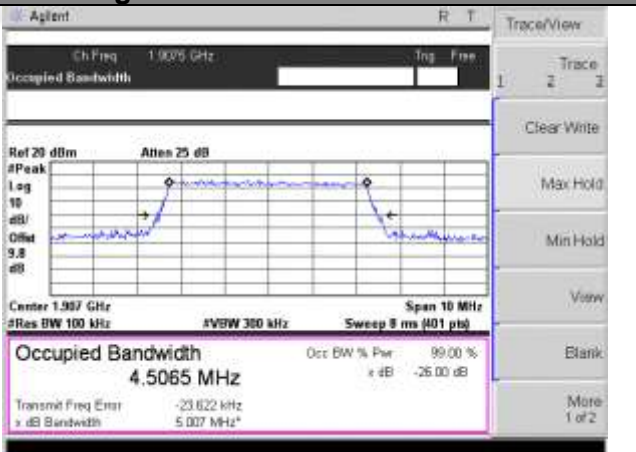 Agilent R T
Trace/View
Ch Freq 1.9075 GHz Trig Free
Occupied Bandwidth
Trace
1 2 3
Clear Write
Ref 20 dBm Atten 25 dB
#Peak
Log
10
dB/
Offst
9.8
dB
Max Hold
Min Hold
Center 1.907 GHz Span 10 MHz
#Res BW 100 kHz #VBW 300 kHz Sweep 8 ms (401 pts)
View
Occupied Bandwidth
4.5065 MHz
Occ BW % Pwr 99.00 %
x dB -26.00 dB
Blank
Transmit Freq Error -23.622 kHz
x dB Bandwidth 5.007 MHz*
More
1 of 2